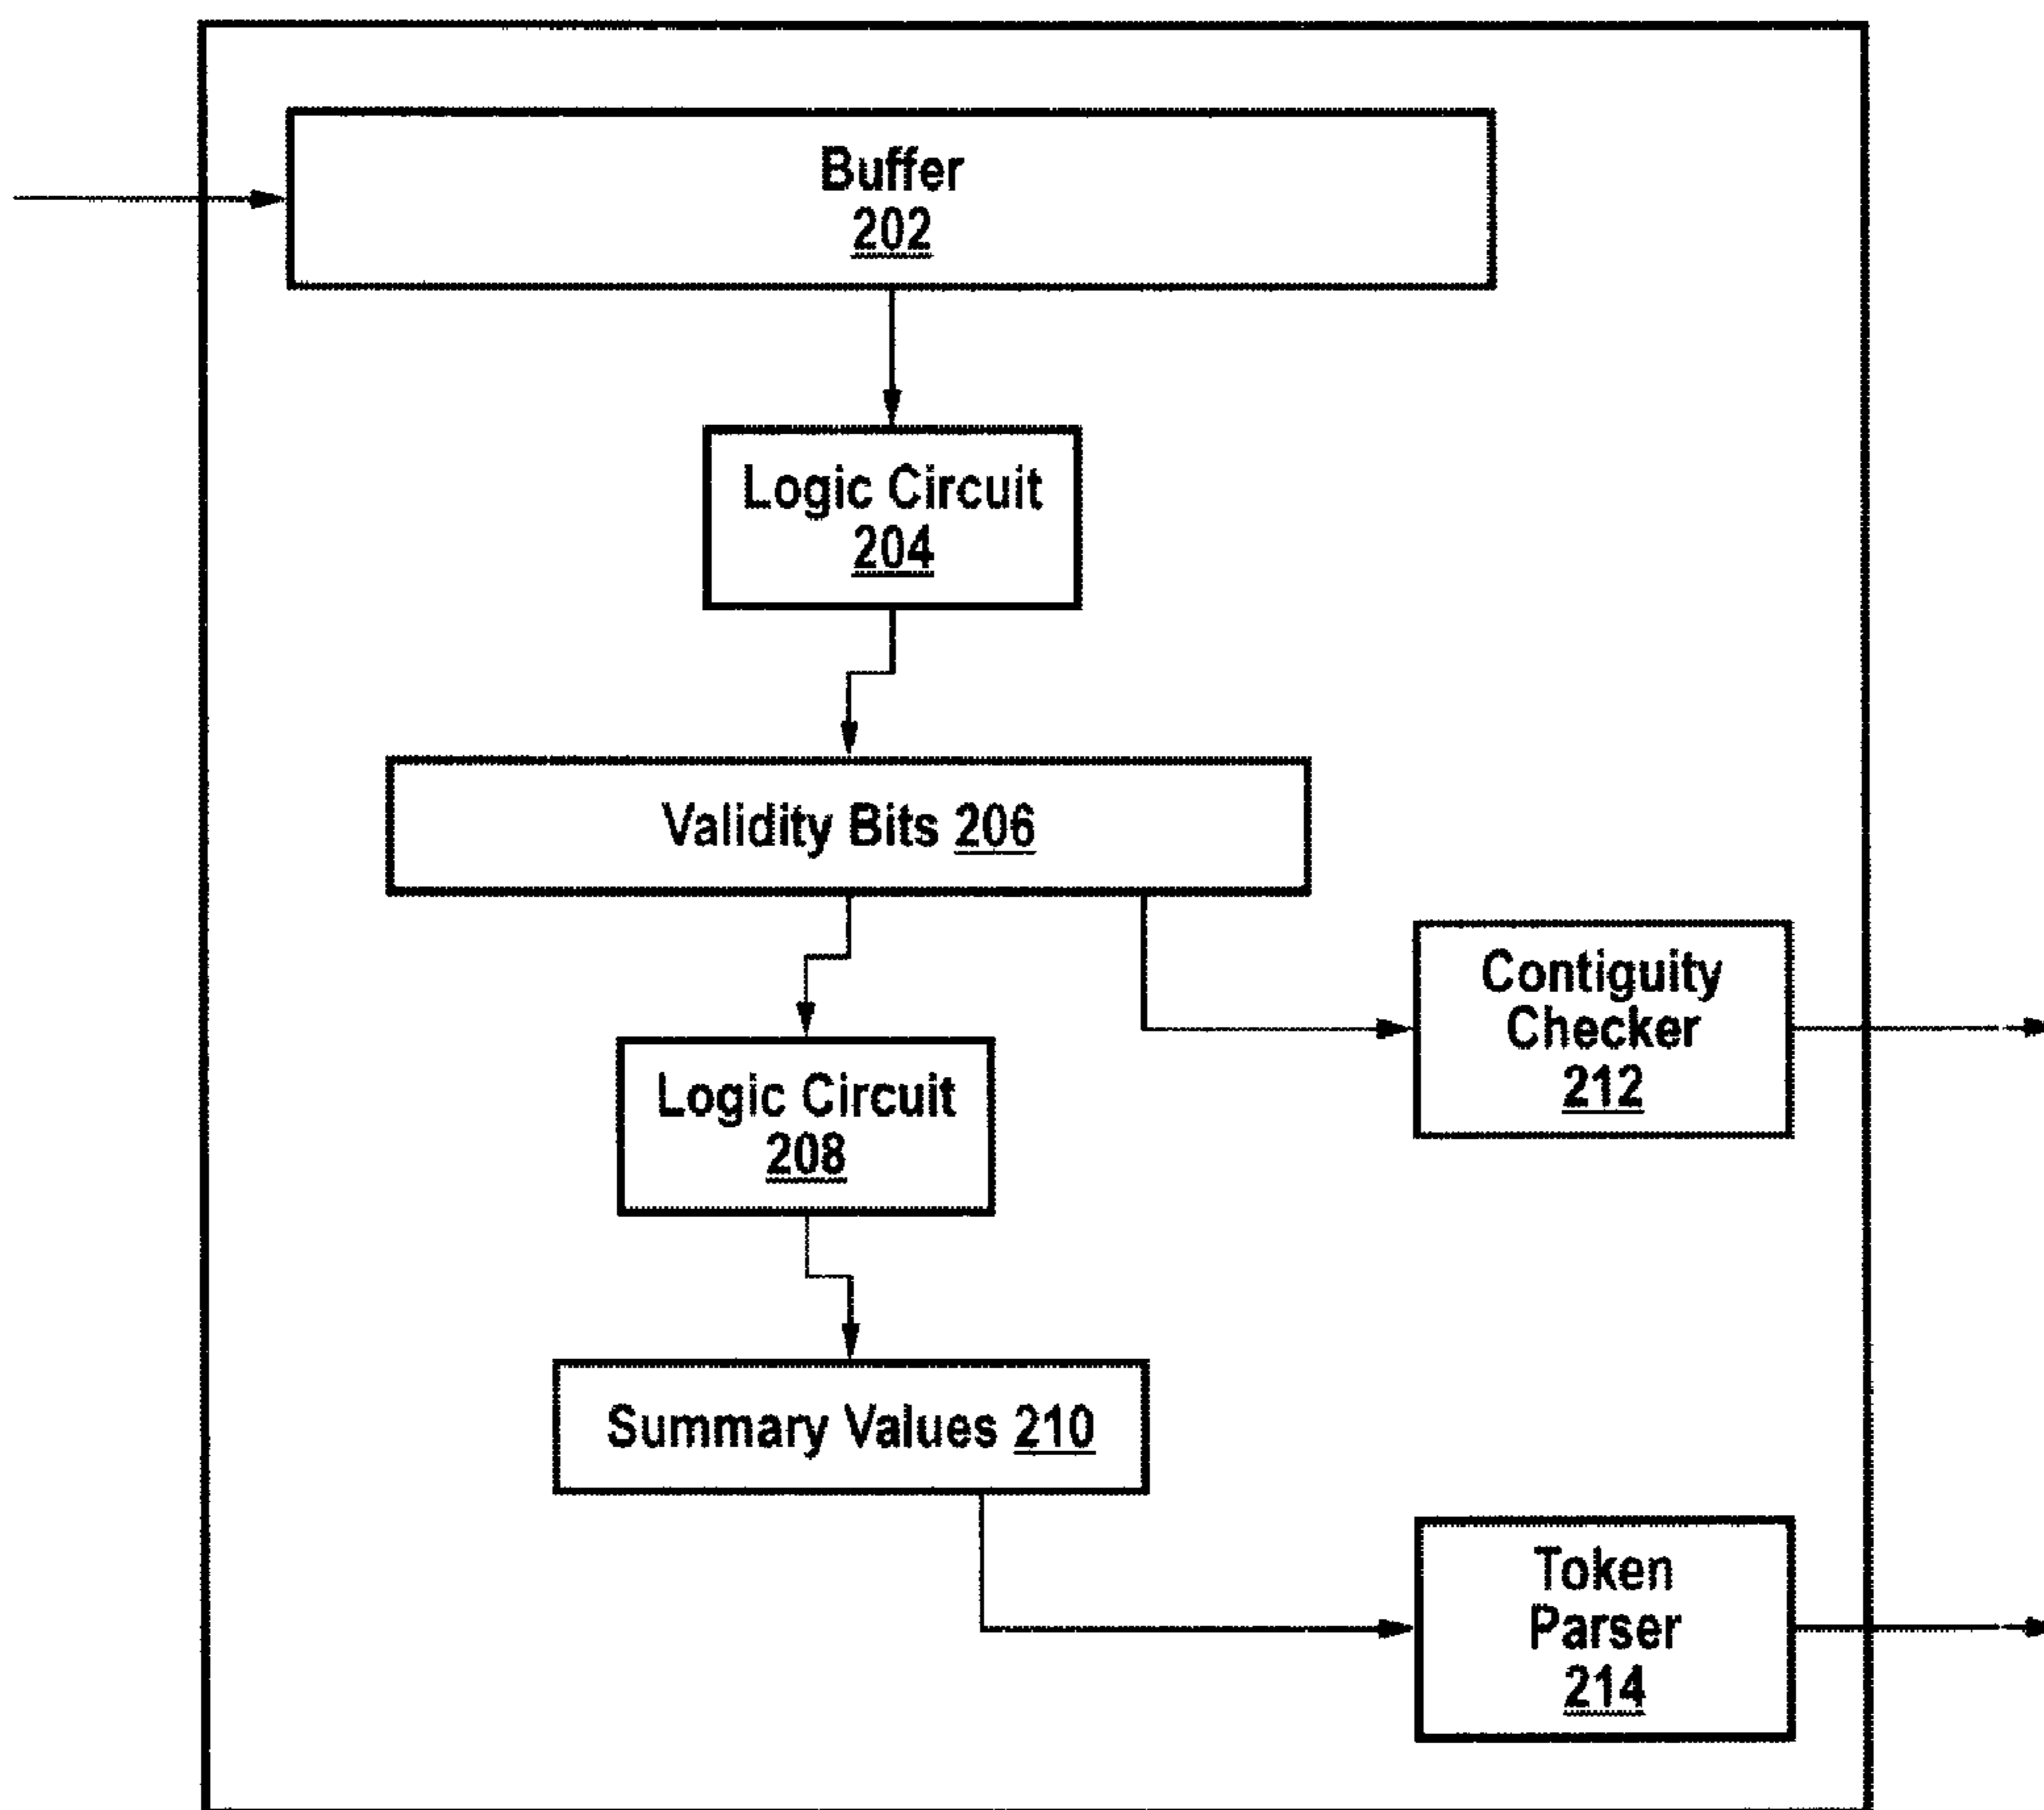 Buffer
202
Logic Circuit
204
Validity Bits 206
Contiguity
Checker
212
Logic Circuit
208
Summary Values 210
Token
Parser
214